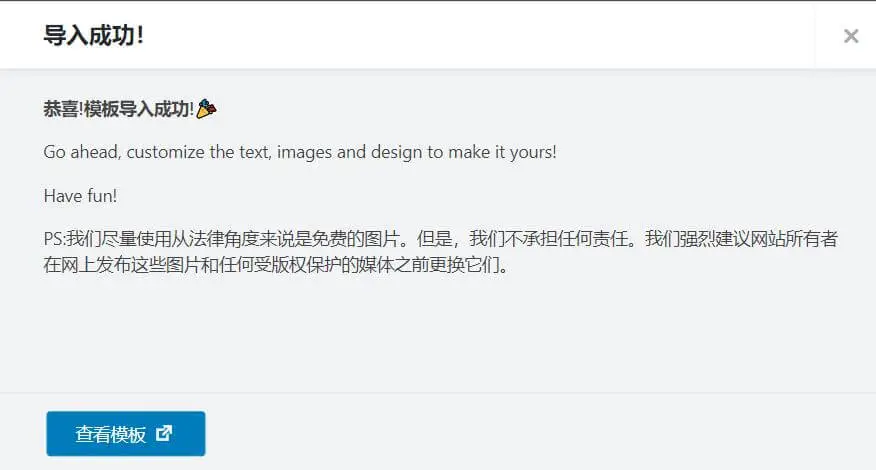 导入成功!
恭喜!模板导入成功!🎉
Go ahead, customize the text, images and design to make it yours!
Have fun!
PS:我们尽量使用从法律角度来说是免费的图片。但是，我们不承担任何责任。我们强烈建议网站所有者
在网上发布这些图片和任何受版权保护的媒体之前更换它们。
查看模板